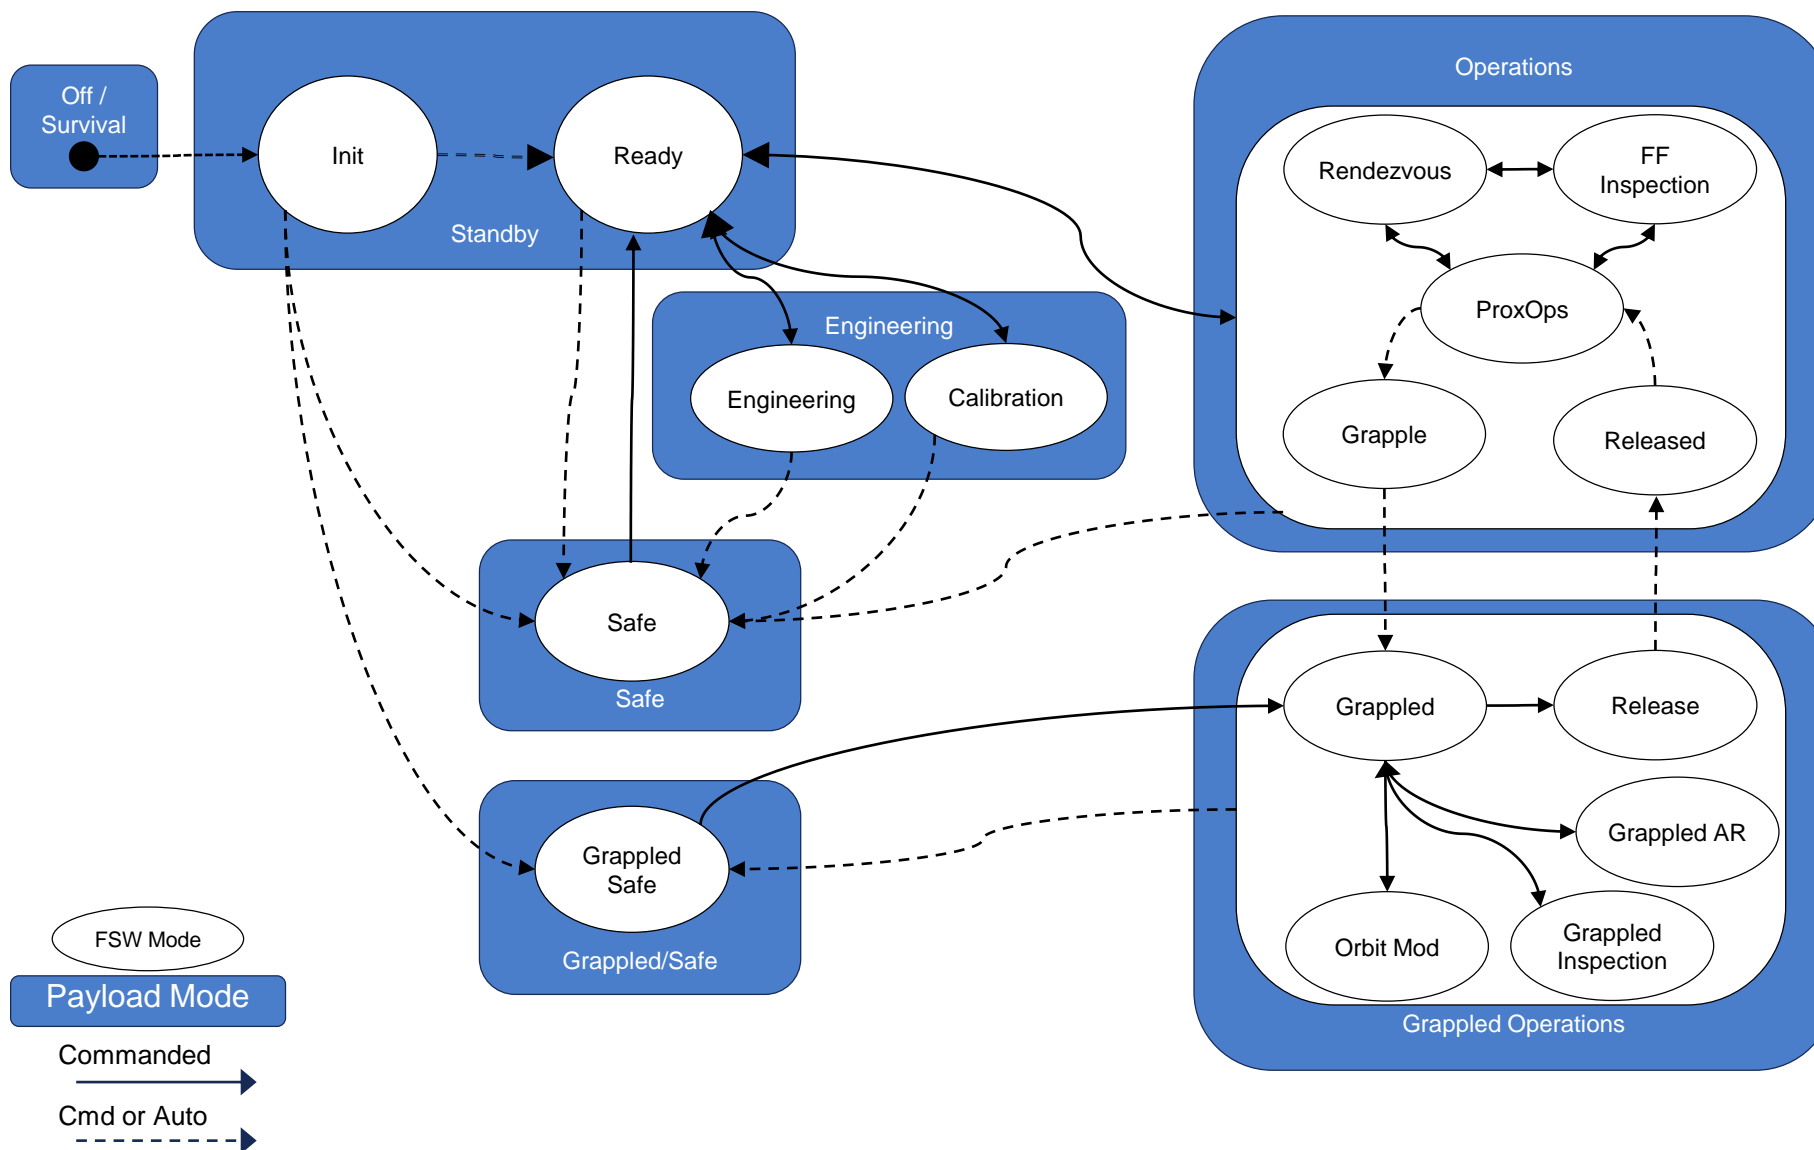 Off /
Survival
Init
Ready
Standby
Operations
Rendezvous
FF
Inspection
ProxOps
Grapple
Released
Engineering
Engineering
Calibration
Safe
Safe
Grappled
Release
Grappled AR
Orbit Mod
Grappled
Inspection
Grappled Operations
Grappled
Safe
Grappled/Safe
FSW Mode
Payload Mode
Commanded
Cmd or Auto